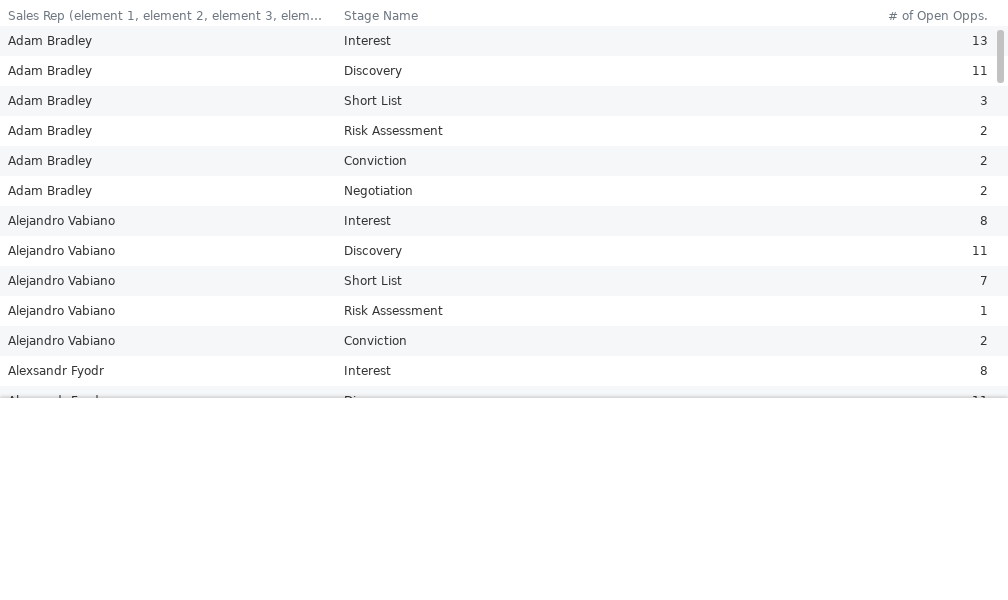 Sales Rep (element 1, element 2, element 3, elem... Stage Name # of Open Opps.
Adam Bradley Interest 13
Adam Bradley Discovery 11
Adam Bradley Short List 3
Adam Bradley Risk Assessment 2
Adam Bradley Conviction 2
Adam Bradley Negotiation 2
Alejandro Vabiano Interest 8
Alejandro Vabiano Discovery 11
Alejandro Vabiano Short List 7
Alejandro Vabiano Risk Assessment 1
Alejandro Vabiano Conviction 2
Alexsandr Fyodr Interest 8